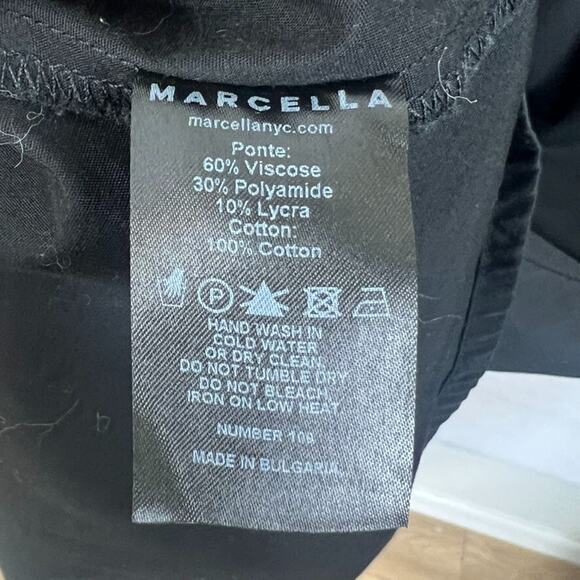 MARCELLA
marcellanyc.com
Ponte:
60% Viscose
30% Polyamide
10% Lycra
Cotton:
100% Cotton
P
HAND WASH IN
COLD WATER
OR DRY CLEAN.
DO NOT TUMBLE DRY
DO NOT BLEACH.
IRON ON LOW HEAT
NUMBER 108
MADE IN BULGARIA